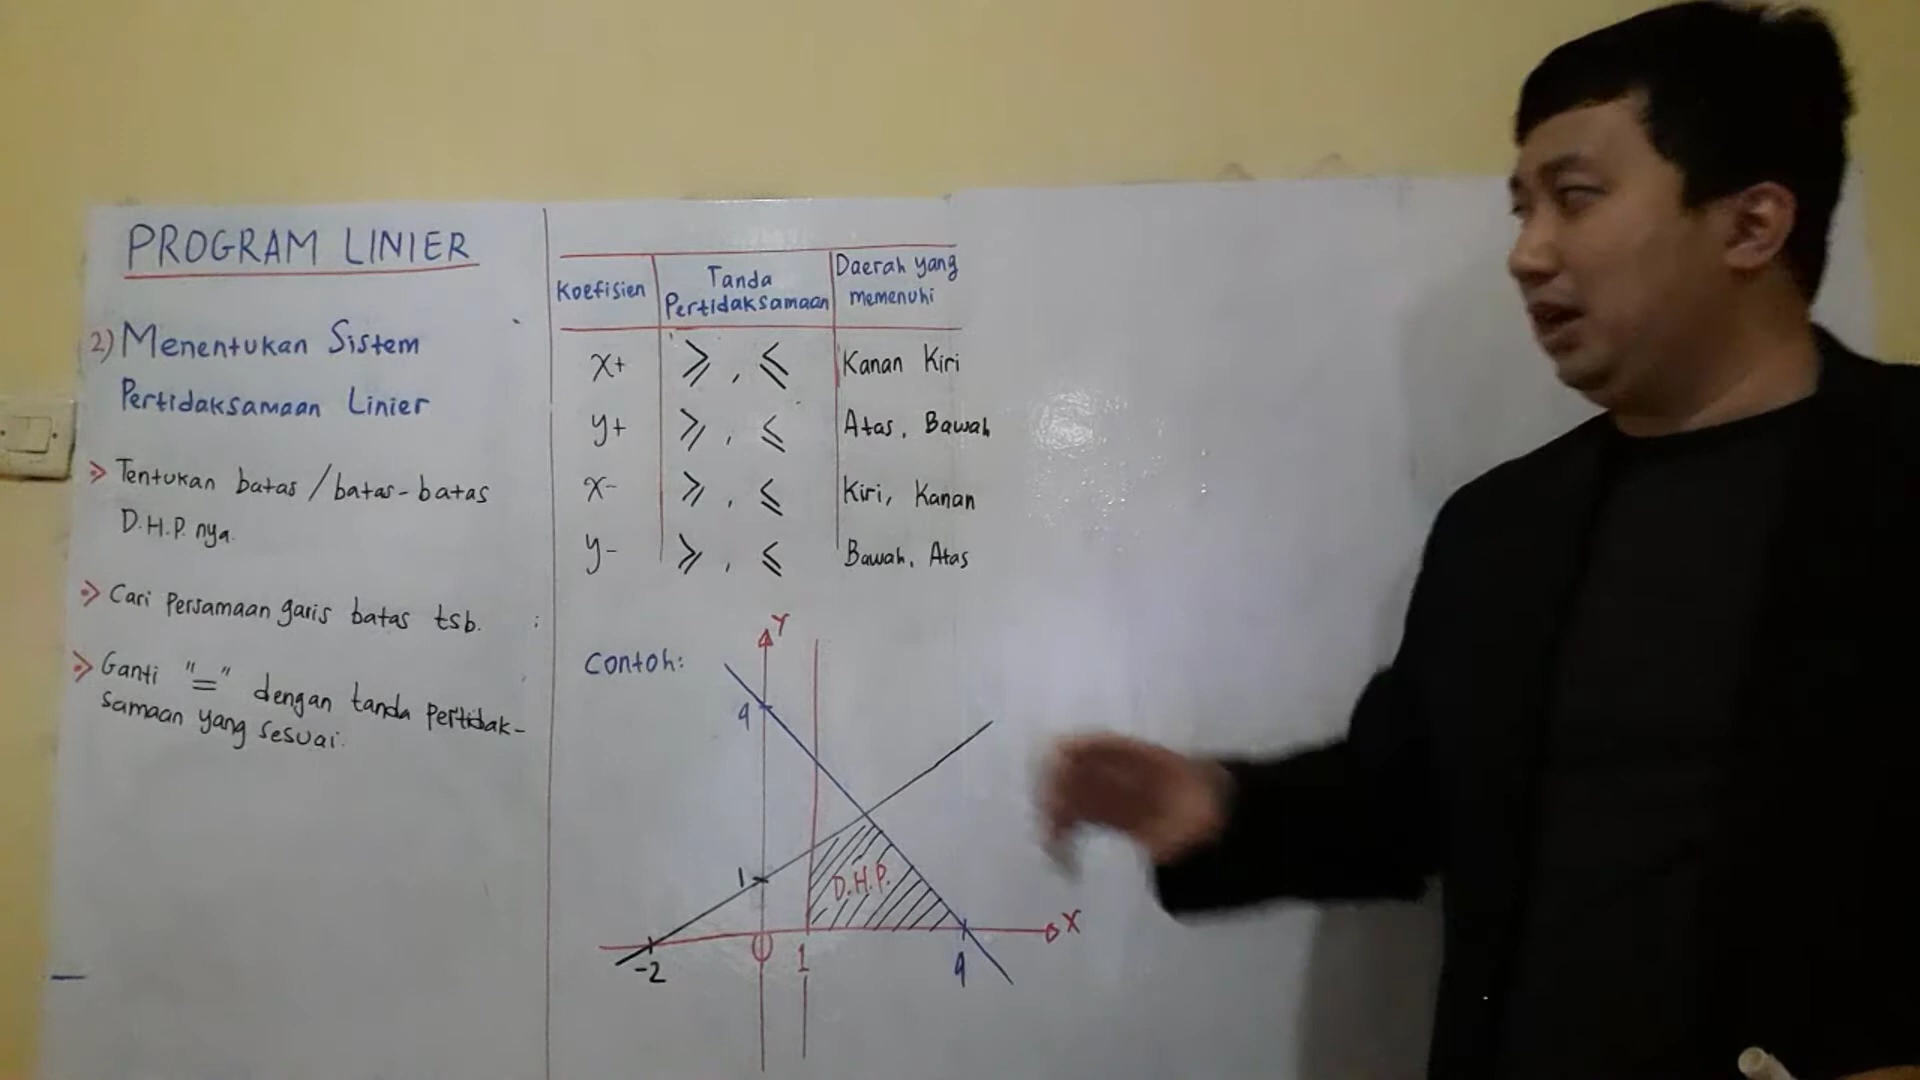 PROGRAM LINIER
2) Menentukan Sistem
Pertidaksamaan Linier
Tentukan batas / batas-batas
D.H.P. nya.
Cari Persamaan garis batas tsb.
Ganti "=" dengan tanda pertidak-
samaan yang sesuai.
Koefisien
Tanda
Pertidaksamaan
Daerah yang
memenuhi
x+ ≥, ≤ Kanan Kiri
y+ ≥, ≤ Atas, Bawah
x- ≥, ≤ Kiri, Kanan
y- ≥, ≤ Bawah, Atas
Contoh:
Y
4
1
D.H.P.
X
-2
0
1
4